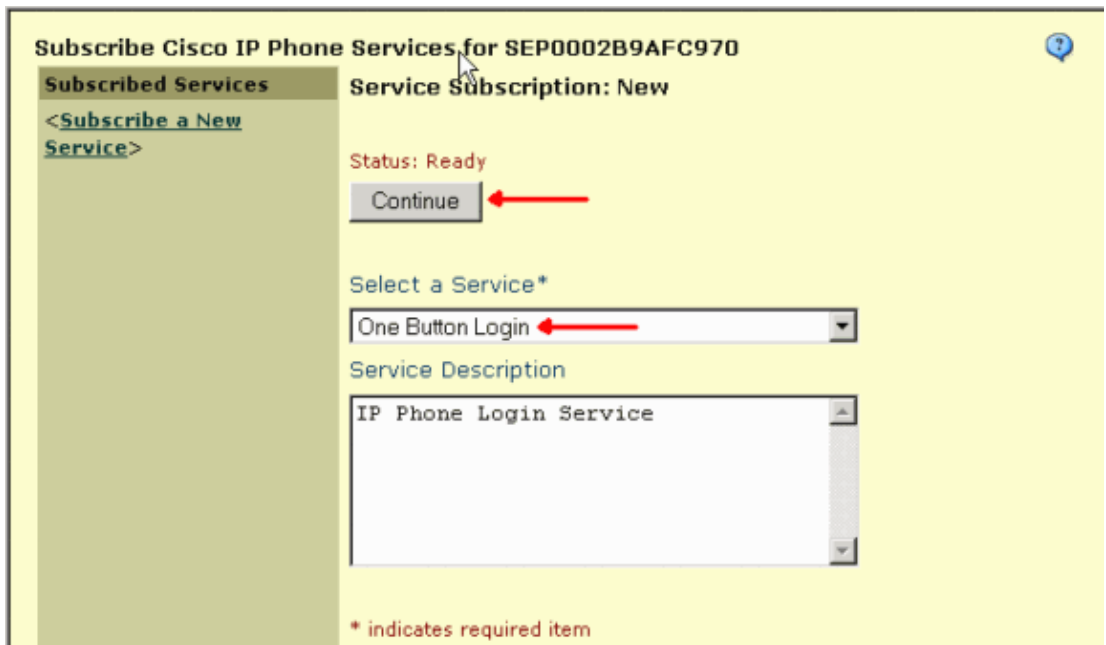 Subscribe Cisco IP Phone Services for SEP0002B9AFC970
Subscribed Services
<Subscribe a New
Service>
Service Subscription: New
Status: Ready
Continue
Select a Service*
One Button Login
Service Description
IP Phone Login Service
* indicates required item